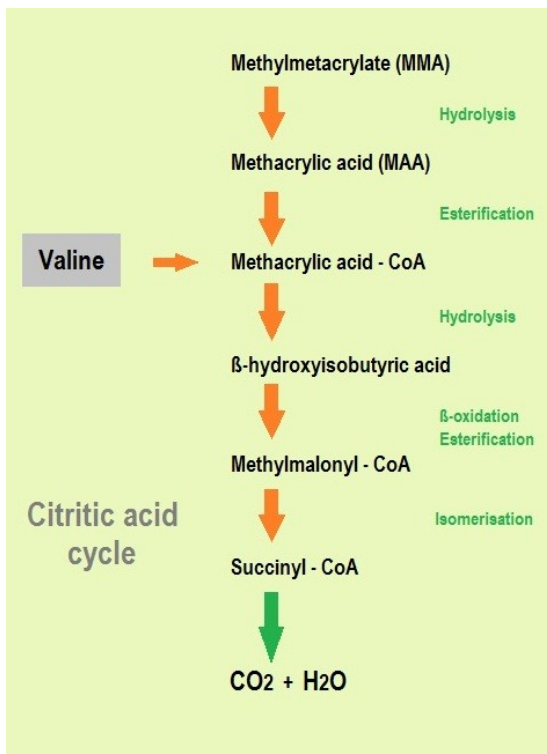 Methylmetacrylate (MMA)
Hydrolysis
Methacrylic acid (MAA)
Esterification
Valine
Methacrylic acid - CoA
Hydrolysis
ß-hydroxyisobutyric acid
ß-oxidation
Esterification
Methylmalonyl - CoA
Isomerisation
Citritic acid
cycle
Succinyl - CoA
CO2 + H2O